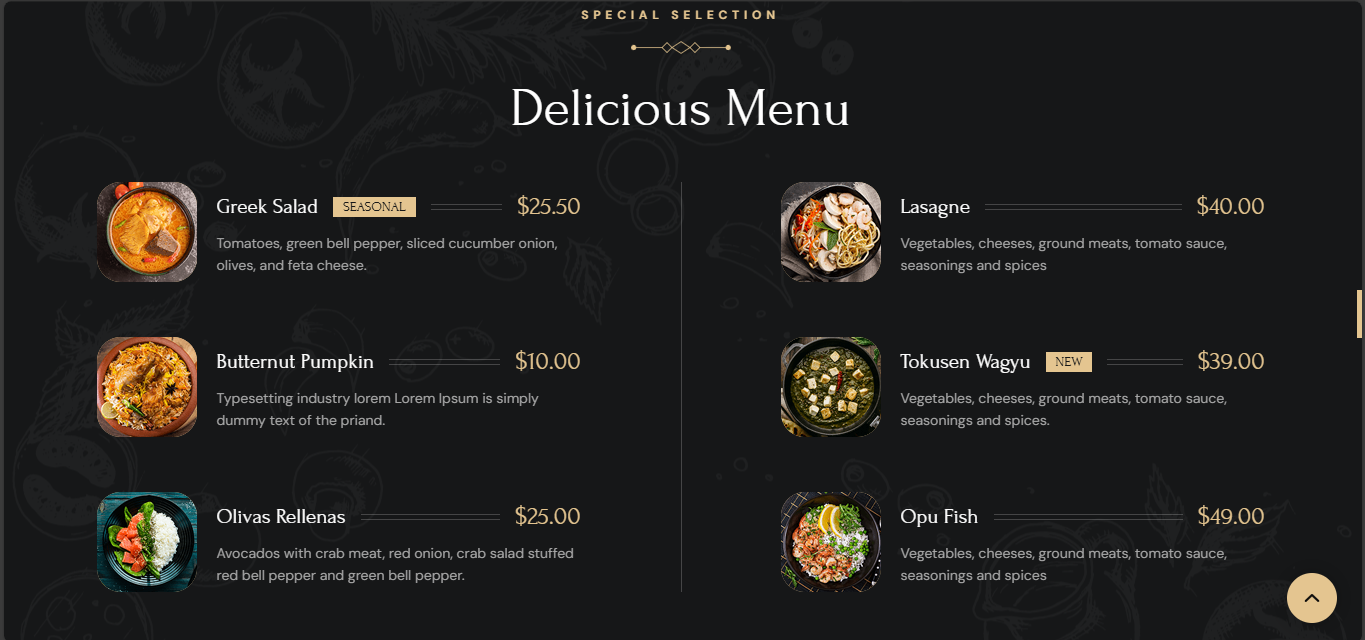 SPECIAL SELECTION
Delicious Menu
Greek Salad SEASONAL $25.50
Tomatoes, green bell pepper, sliced cucumber onion,
olives, and feta cheese.
Butternut Pumpkin $10.00
Typesetting industry lorem Lorem Ipsum is simply
dummy text of the priand.
Olivas Rellenas $25.00
Avocados with crab meat, red onion, crab salad stuffed
red bell pepper and green bell pepper.
Lasagne $40.00
Vegetables, cheeses, ground meats, tomato sauce,
seasonings and spices
Tokusen Wagyu NEW $39.00
Vegetables, cheeses, ground meats, tomato sauce,
seasonings and spices.
Opu Fish $49.00
Vegetables, cheeses, ground meats, tomato sauce,
seasonings and spices